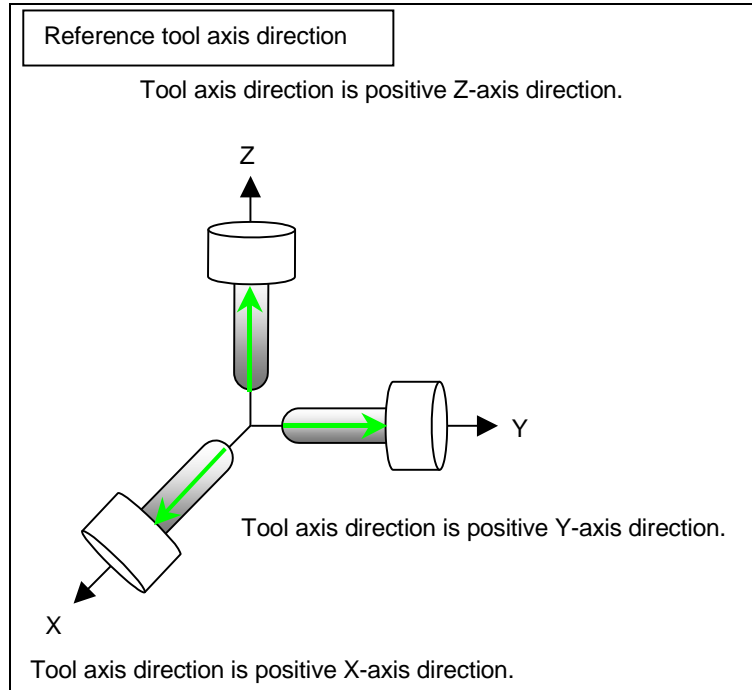 Reference tool axis direction
Tool axis direction is positive Z-axis direction.
Z
Y
Tool axis direction is positive Y-axis direction.
X
Tool axis direction is positive X-axis direction.